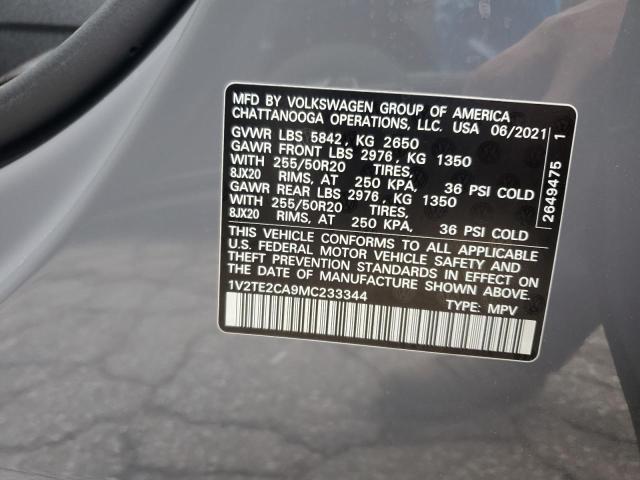 MFD BY VOLKSWAGEN GROUP OF AMERICA
CHATTANOOGA OPERATIONS, LLC. USA 06/2021
GVWR LBS 5842, KG 2650
GAWR FRONT LBS 2976, KG 1350
WITH 255/50R20 TIRES,
8JX20 RIMS, AT 250 KPA, 36 PSI COLD
GAWR REAR LBS 2976, KG 1350
WITH 255/50R20 TIRES,
8JX20 RIMS, AT 250 KPA, 36 PSI COLD
THIS VEHICLE CONFORMS TO ALL APPLICABLE
U.S. FEDERAL MOTOR VEHICLE SAFETY AND
THEFT PREVENTION STANDARDS IN EFFECT ON
THE DATE OF MANUFACTURE SHOWN ABOVE.
1V2TE2CA9MC233344 TYPE: MPV
2649475 1